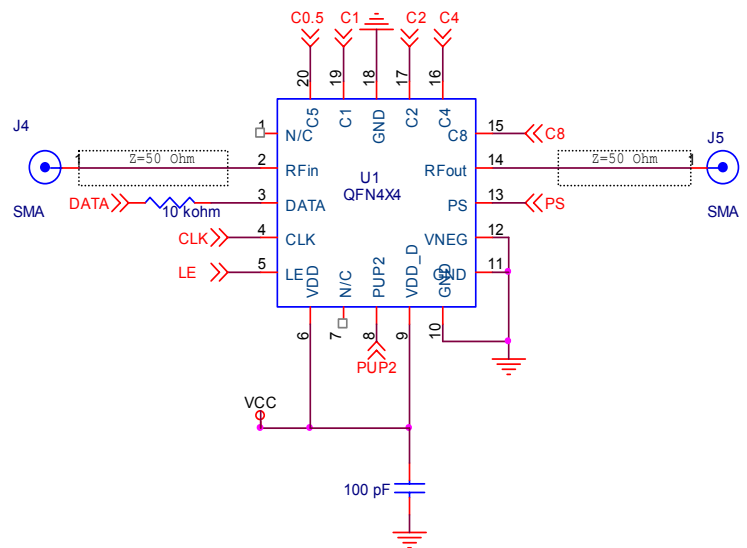 C0.5
C1
C2
C4
20
19
18
17
16
C5
C1
GND
C2
C4
1
N/C
C8
15
C8
J4
J5
1
Z=50 Ohm
2
RFin
U1
QFN4X4
RFout
14
Z=50 Ohm
1
SMA
SMA
DATA
10 kohm
3
DATA
PS
13
PS
CLK
4
CLK
VNEG
12
LE
5
LE
GND
11
VDD
N/C
PUP2
VDD_D
GND
6
7
8
9
10
PUP2
VCC
100 pF